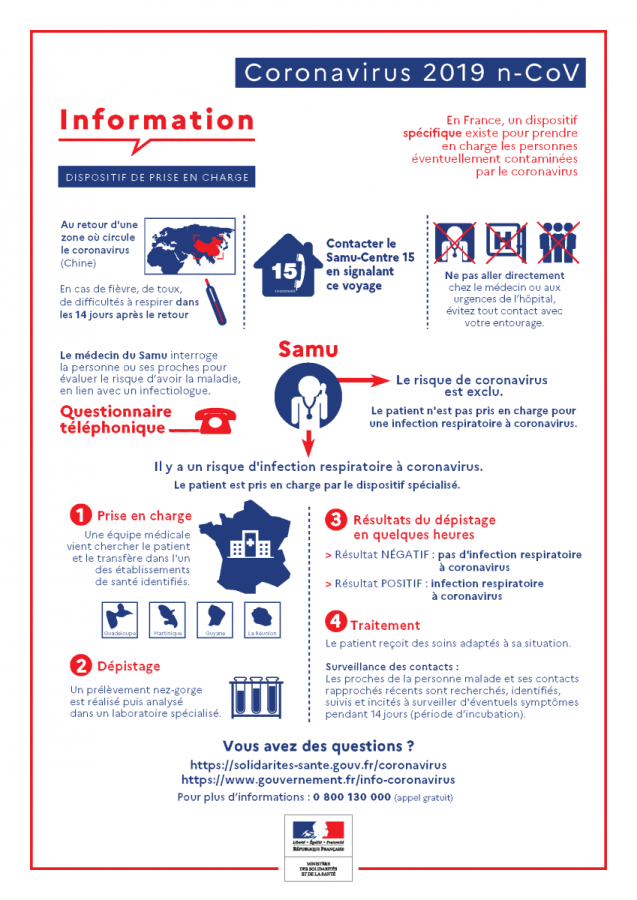 Coronavirus 2019 n-CoV
Information
DISPOSITIF DE PRISE EN CHARGE
En France, un dispositif
spécifique existe pour prendre
en charge les personnes
éventuellement contaminées
par le coronavirus
Au retour d'une
zone où circule
le coronavirus
(Chine)
En cas de fièvre, de toux,
de difficultés à respirer dans
les 14 jours après le retour
15
Contacter le
Samu-Centre 15
en signalant
ce voyage
Ne pas aller directement
chez le médecin ou aux
urgences de l'hôpital,
évitez tout contact avec
votre entourage.
Le médecin du Samu interroge
la personne ou ses proches pour
évaluer le risque d'avoir la maladie,
en lien avec un infectiologue.
Questionnaire
téléphonique
Samu
Le risque de coronavirus
est exclu.
Le patient n'est pas pris en charge pour
une infection respiratoire à coronavirus.
Il y a un risque d'infection respiratoire à coronavirus.
Le patient est pris en charge par le dispositif spécialisé.
1 Prise en charge
Une équipe médicale
vient chercher le patient
et le transfère dans l'un
des établissements
de santé identifiés.
Guadeloupe
Martinique
Guyane
La Réunion
2 Dépistage
Un prélèvement nez-gorge
est réalisé puis analysé
dans un laboratoire spécialisé.
3 Résultats du dépistage
en quelques heures
> Résultat NÉGATIF : pas d'infection respiratoire
à coronavirus
> Résultat POSITIF : infection respiratoire
à coronavirus
4 Traitement
Le patient reçoit des soins adaptés à sa situation.
Surveillance des contacts :
Les proches de la personne malade et ses contacts
rapprochés récents sont recherchés, identifiés,
suivis et incités à surveiller d'éventuels symptômes
pendant 14 jours (période d'incubation).
Vous avez des questions ?
https://solidarites-sante.gouv.fr/coronavirus
https://www.gouvernement.fr/info-coronavirus
Pour plus d'informations : 0 800 130 000 (appel gratuit)
Liberté • Égalité • Fraternité
RÉPUBLIQUE FRANÇAISE
MINISTÈRE
DES SOLIDARITÉS
ET DE LA SANTÉ